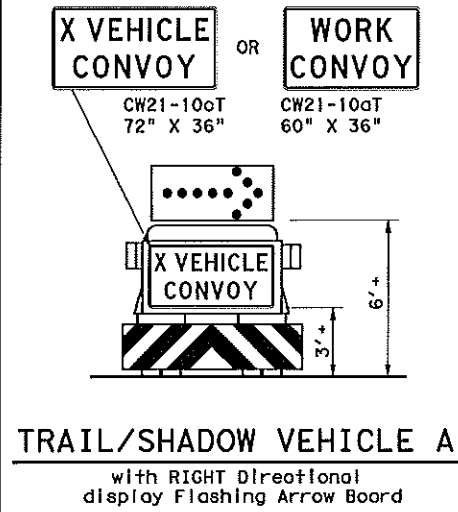 X VEHICLE
CONVOY
OR
WORK
CONVOY
CW21-10cT
72" X 36"
CW21-10aT
60" X 36"
X VEHICLE
CONVOY
6'+
3'+
TRAIL/SHADOW VEHICLE A
with RIGHT Directional
display Flashing Arrow Board